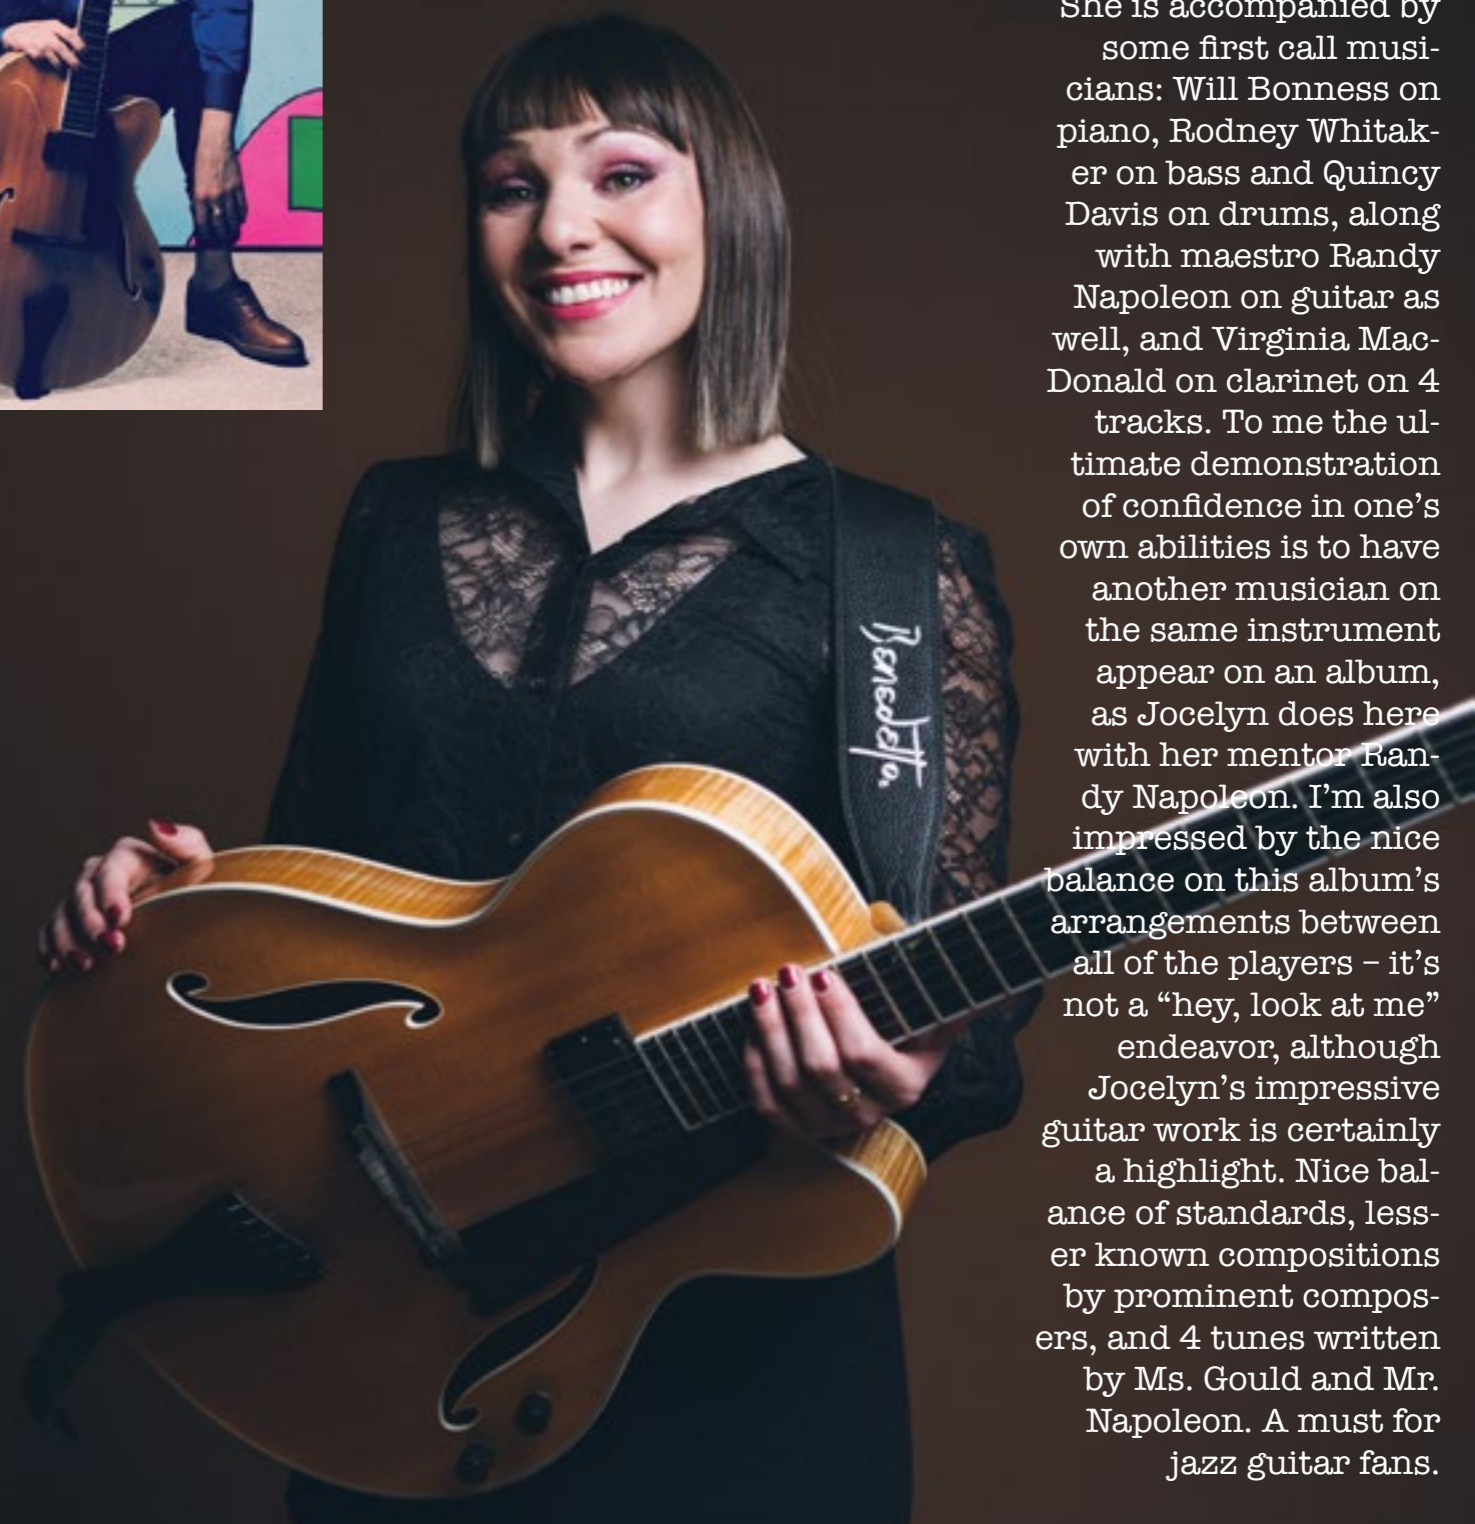 She is accompanied by
some first call musi-
cians: Will Bonness on
piano, Rodney Whitak-
er on bass and Quincy
Davis on drums, along
with maestro Randy
Napoleon on guitar as
well, and Virginia Mac-
Donald on clarinet on 4
tracks. To me the ul-
timate demonstration
of confidence in one’s
own abilities is to have
another musician on
the same instrument
appear on an album,
as Jocelyn does here
with her mentor Ran-
dy Napoleon. I’m also
impressed by the nice
balance on this album’s
arrangements between
all of the players – it’s
not a “hey, look at me”
endeavor, although
Jocelyn’s impressive
guitar work is certainly
a highlight. Nice bal-
ance of standards, less-
er known compositions
by prominent compos-
ers, and 4 tunes written
by Ms. Gould and Mr.
Napoleon. A must for
jazz guitar fans.
Benedetto.